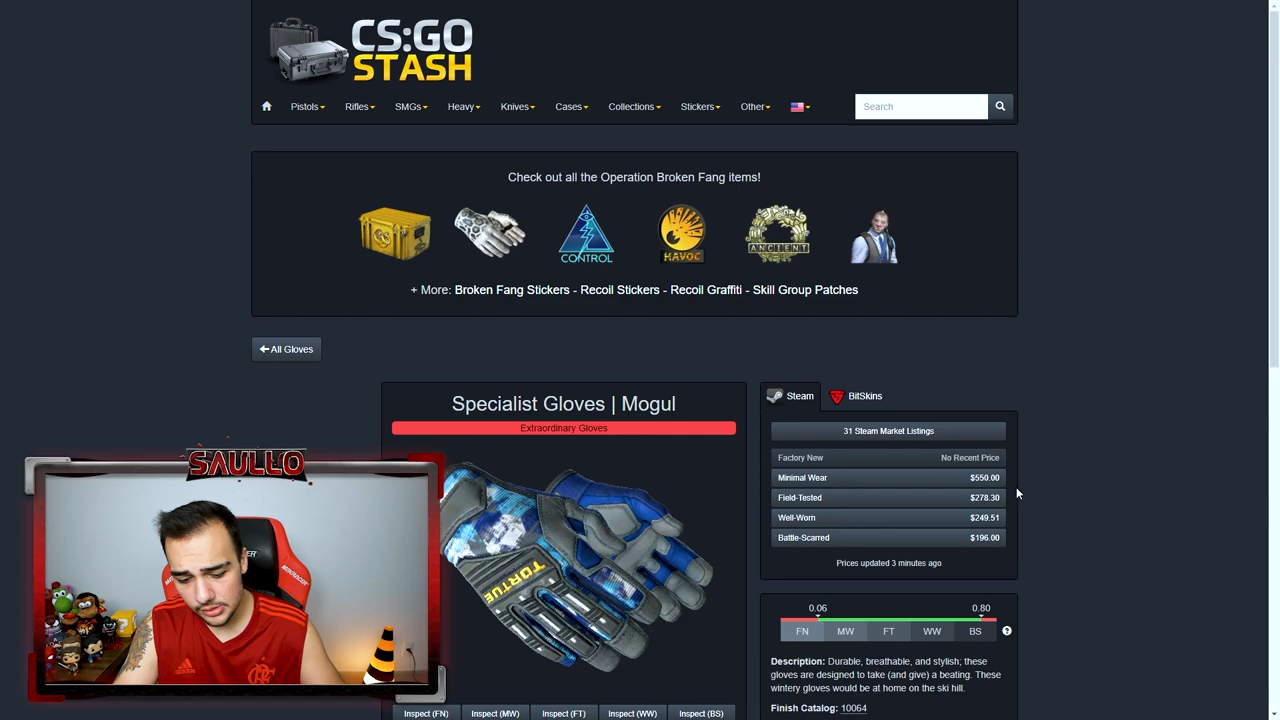 CS:GO
STASH
Pistols Rifles SMGs Heavy Knives Cases Collections Stickers Other Search
Check out all the Operation Broken Fang items!
CONTROL HAVOC ANCIENT
+ More: Broken Fang Stickers - Recoil Stickers - Recoil Graffiti - Skill Group Patches
All Gloves
Specialist Gloves | Mogul
Extraordinary Gloves
TORTUE
Inspect (FN) Inspect (MW) Inspect (FT) Inspect (WW) Inspect (BS)
Steam BitSkins
31 Steam Market Listings
Factory New No Recent Price
Minimal Wear $550.00
Field-Tested $278.30
Well-Worn $249.51
Battle-Scarred $196.00
Prices updated 3 minutes ago
0.06 0.80
FN MW FT WW BS ?
Description: Durable, breathable, and stylish; these
gloves are designed to take (and give) a beating. These
wintery gloves would be at home on the ski hill.
Finish Catalog: 10064
SAULLO